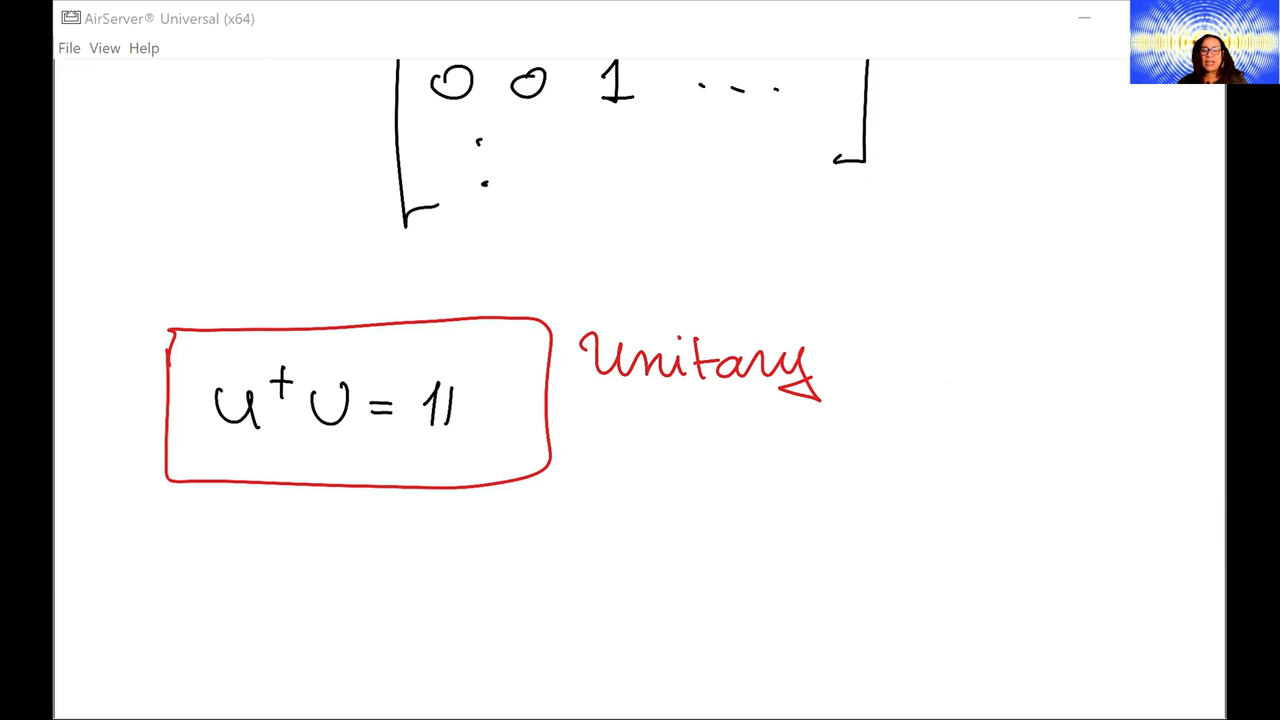 AirServer® Universal (x64)
File View Help
0 0 1 ...
:
U† U = 𝟙
Unitary